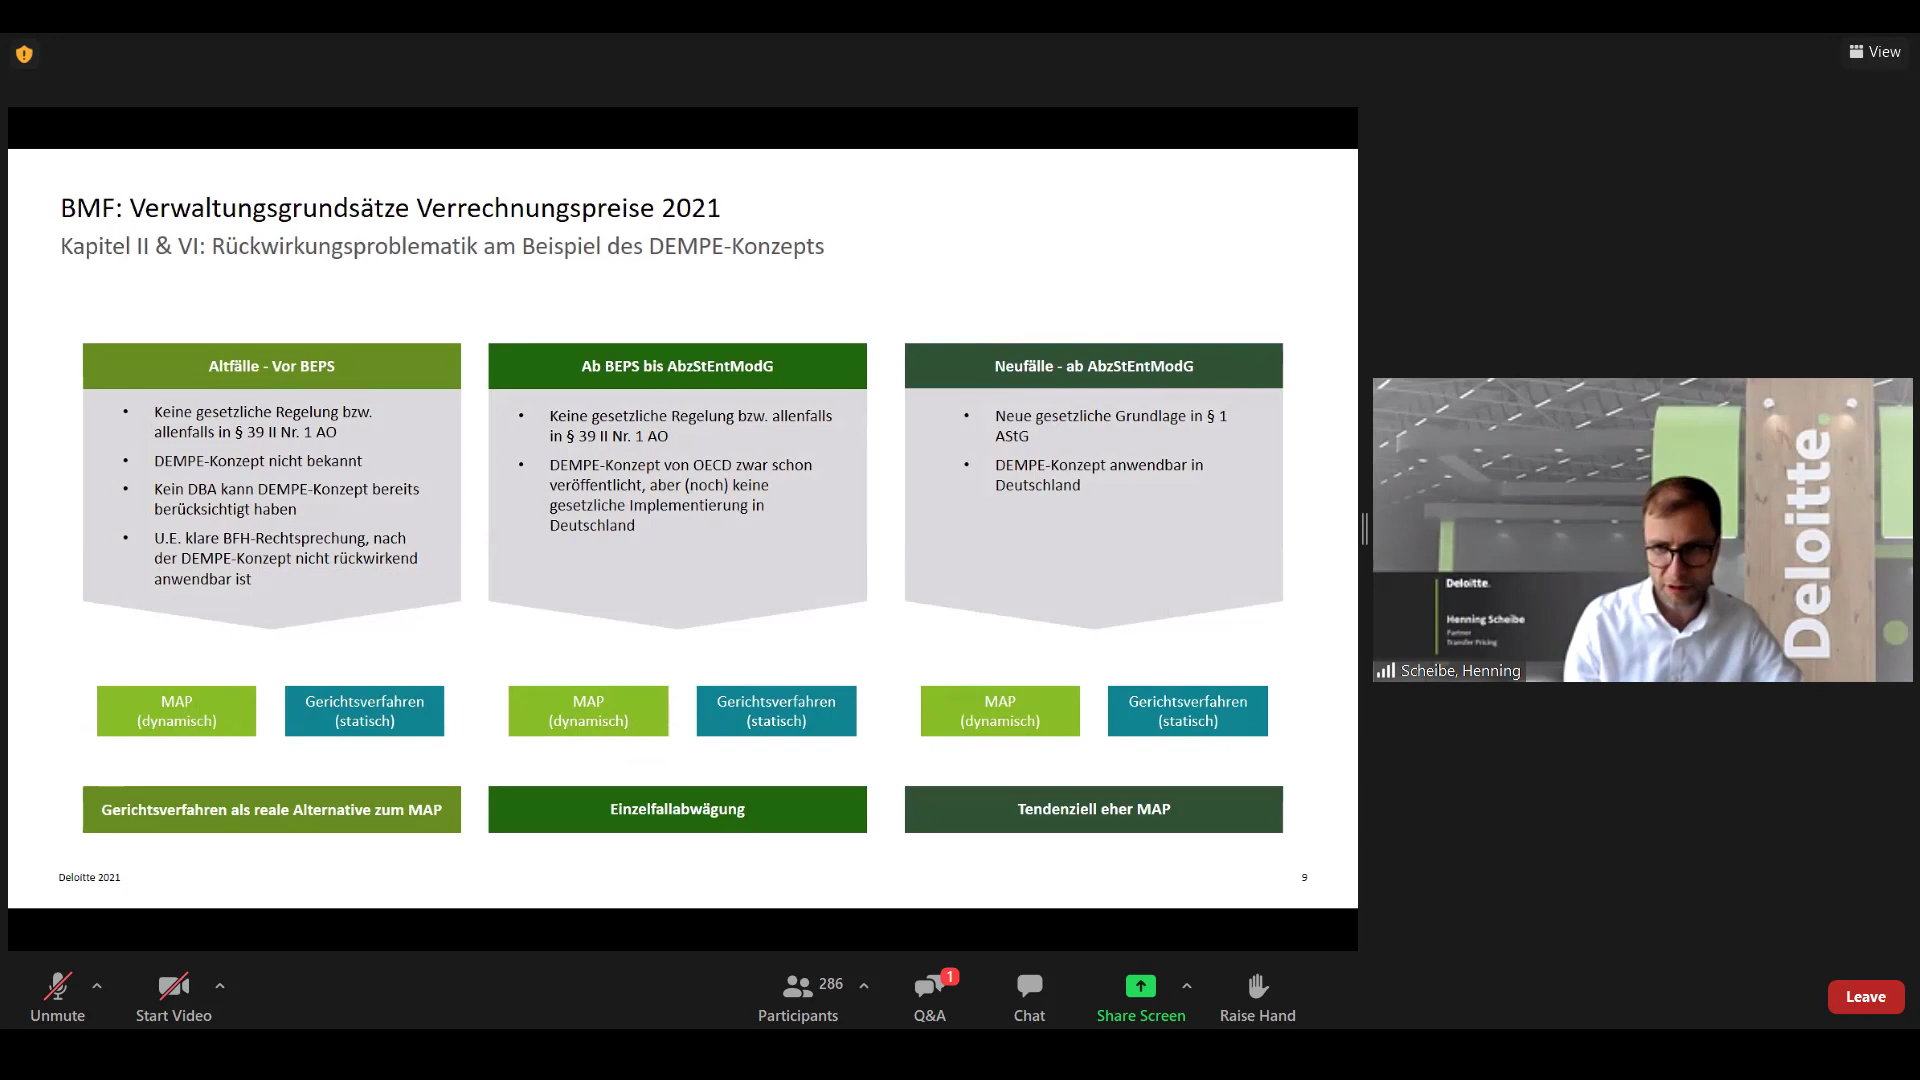 View
BMF: Verwaltungsgrundsätze Verrechnungspreise 2021
Kapitel II & VI: Rückwirkungsproblematik am Beispiel des DEMPE-Konzepts
Altfälle - Vor BEPS
• Keine gesetzliche Regelung bzw.
allenfalls in § 39 II Nr. 1 AO
• DEMPE-Konzept nicht bekannt
• Kein DBA kann DEMPE-Konzept bereits
berücksichtigt haben
• U.E. klare BFH-Rechtsprechung, nach
der DEMPE-Konzept nicht rückwirkend
anwendbar ist
MAP
(dynamisch)
Gerichtsverfahren
(statisch)
Gerichtsverfahren als reale Alternative zum MAP
Ab BEPS bis AbzStEntModG
• Keine gesetzliche Regelung bzw. allenfalls
in § 39 II Nr. 1 AO
• DEMPE-Konzept von OECD zwar schon
veröffentlicht, aber (noch) keine
gesetzliche Implementierung in
Deutschland
MAP
(dynamisch)
Gerichtsverfahren
(statisch)
Einzelfallabwägung
Neufälle - ab AbzStEntModG
• Neue gesetzliche Grundlage in § 1
AStG
• DEMPE-Konzept anwendbar in
Deutschland
MAP
(dynamisch)
Gerichtsverfahren
(statisch)
Tendenziell eher MAP
Deloitte 2021
9
Deloitte.
Deloitte.
Henning Scheibe
Partner
Transfer Pricing
Scheibe, Henning
Unmute
Start Video
286
Participants
1
Q&A
Chat
Share Screen
Raise Hand
Leave